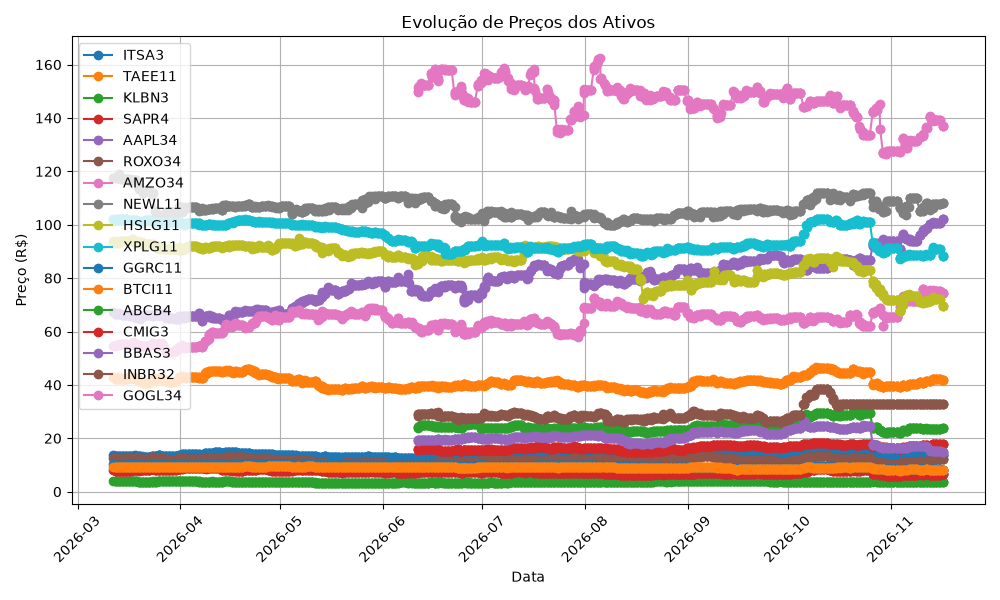 Evolução de Preços dos Ativos
ITSA3
TAEE11
KLBN3
SAPR4
AAPL34
ROXO34
AMZO34
NEWL11
HSLG11
XPLG11
GGRC11
BTCI11
ABCB4
CMIG3
BBAS3
INBR32
GOGL34
160
140
120
100
80
60
40
20
0
Preço (R$)
2026-03
2026-04
2026-05
2026-06
2026-07
2026-08
2026-09
2026-10
2026-11
Data